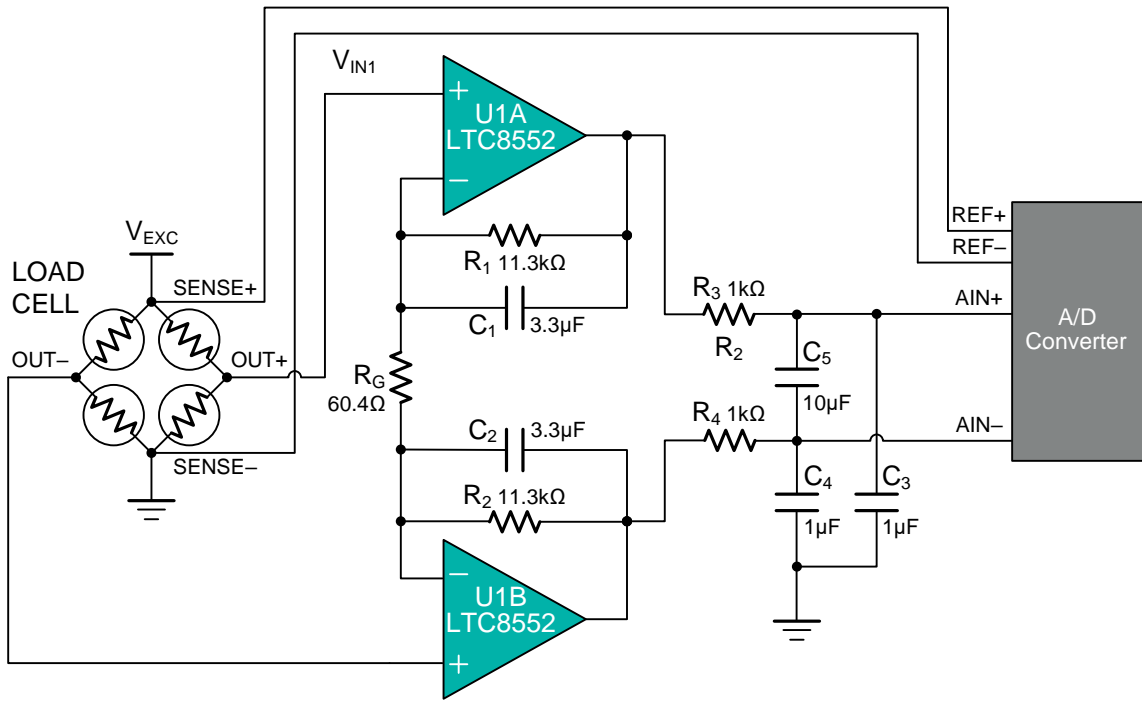 V_IN1
U1A
LTC8552
+
−
V_EXC
LOAD
CELL
SENSE+
OUT−
OUT+
SENSE−
R1 11.3kΩ
C1 3.3µF
RG
60.4Ω
C2 3.3µF
R2 11.3kΩ
−
U1B
LTC8552
+
R3 1kΩ
R2
R4 1kΩ
C5
10µF
C4
1µF
C3
1µF
REF+
REF−
AIN+
AIN−
A/D
Converter